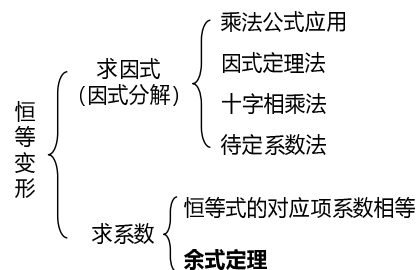 恒等变形
求因式
（因式分解）
乘法公式应用
因式定理法
十字相乘法
待定系数法
求系数
恒等式的对应项系数相等
余式定理